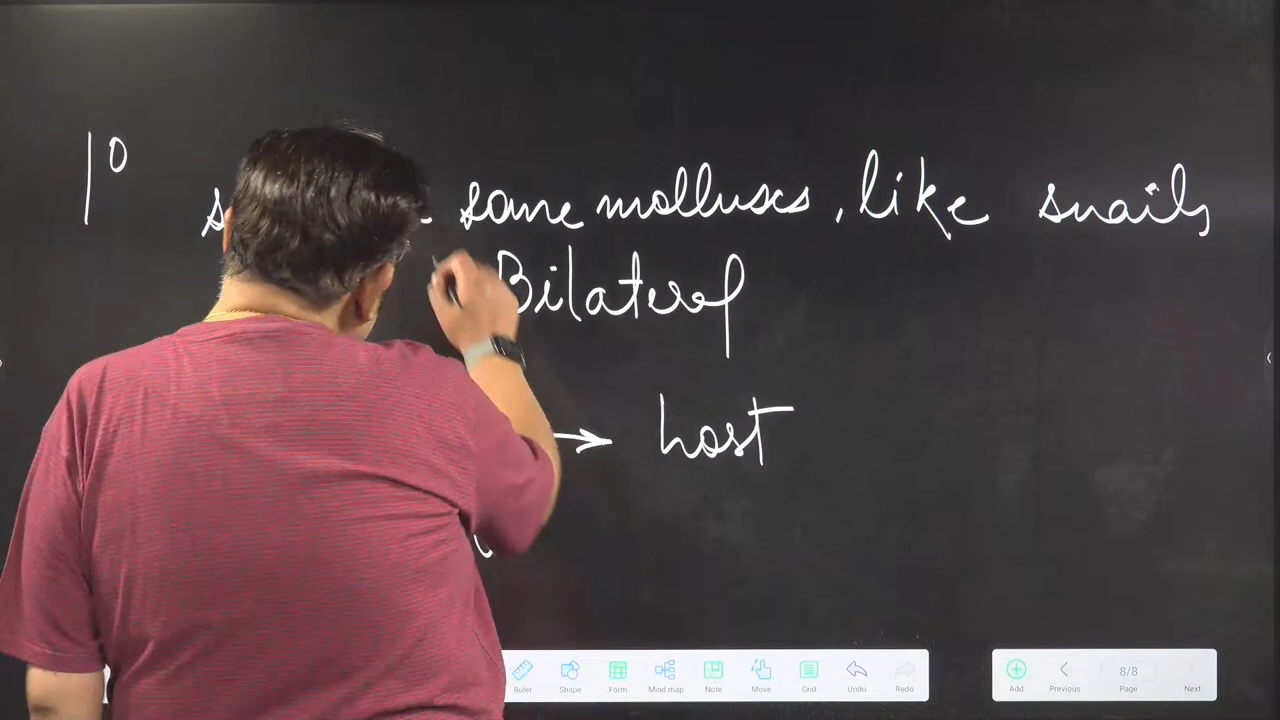 1° some molluscs, like snails
Bilateral
→ host
Ruler Shape Form Mind map Note Move Grid Undo Redo Add Previous 8/8 Page Next